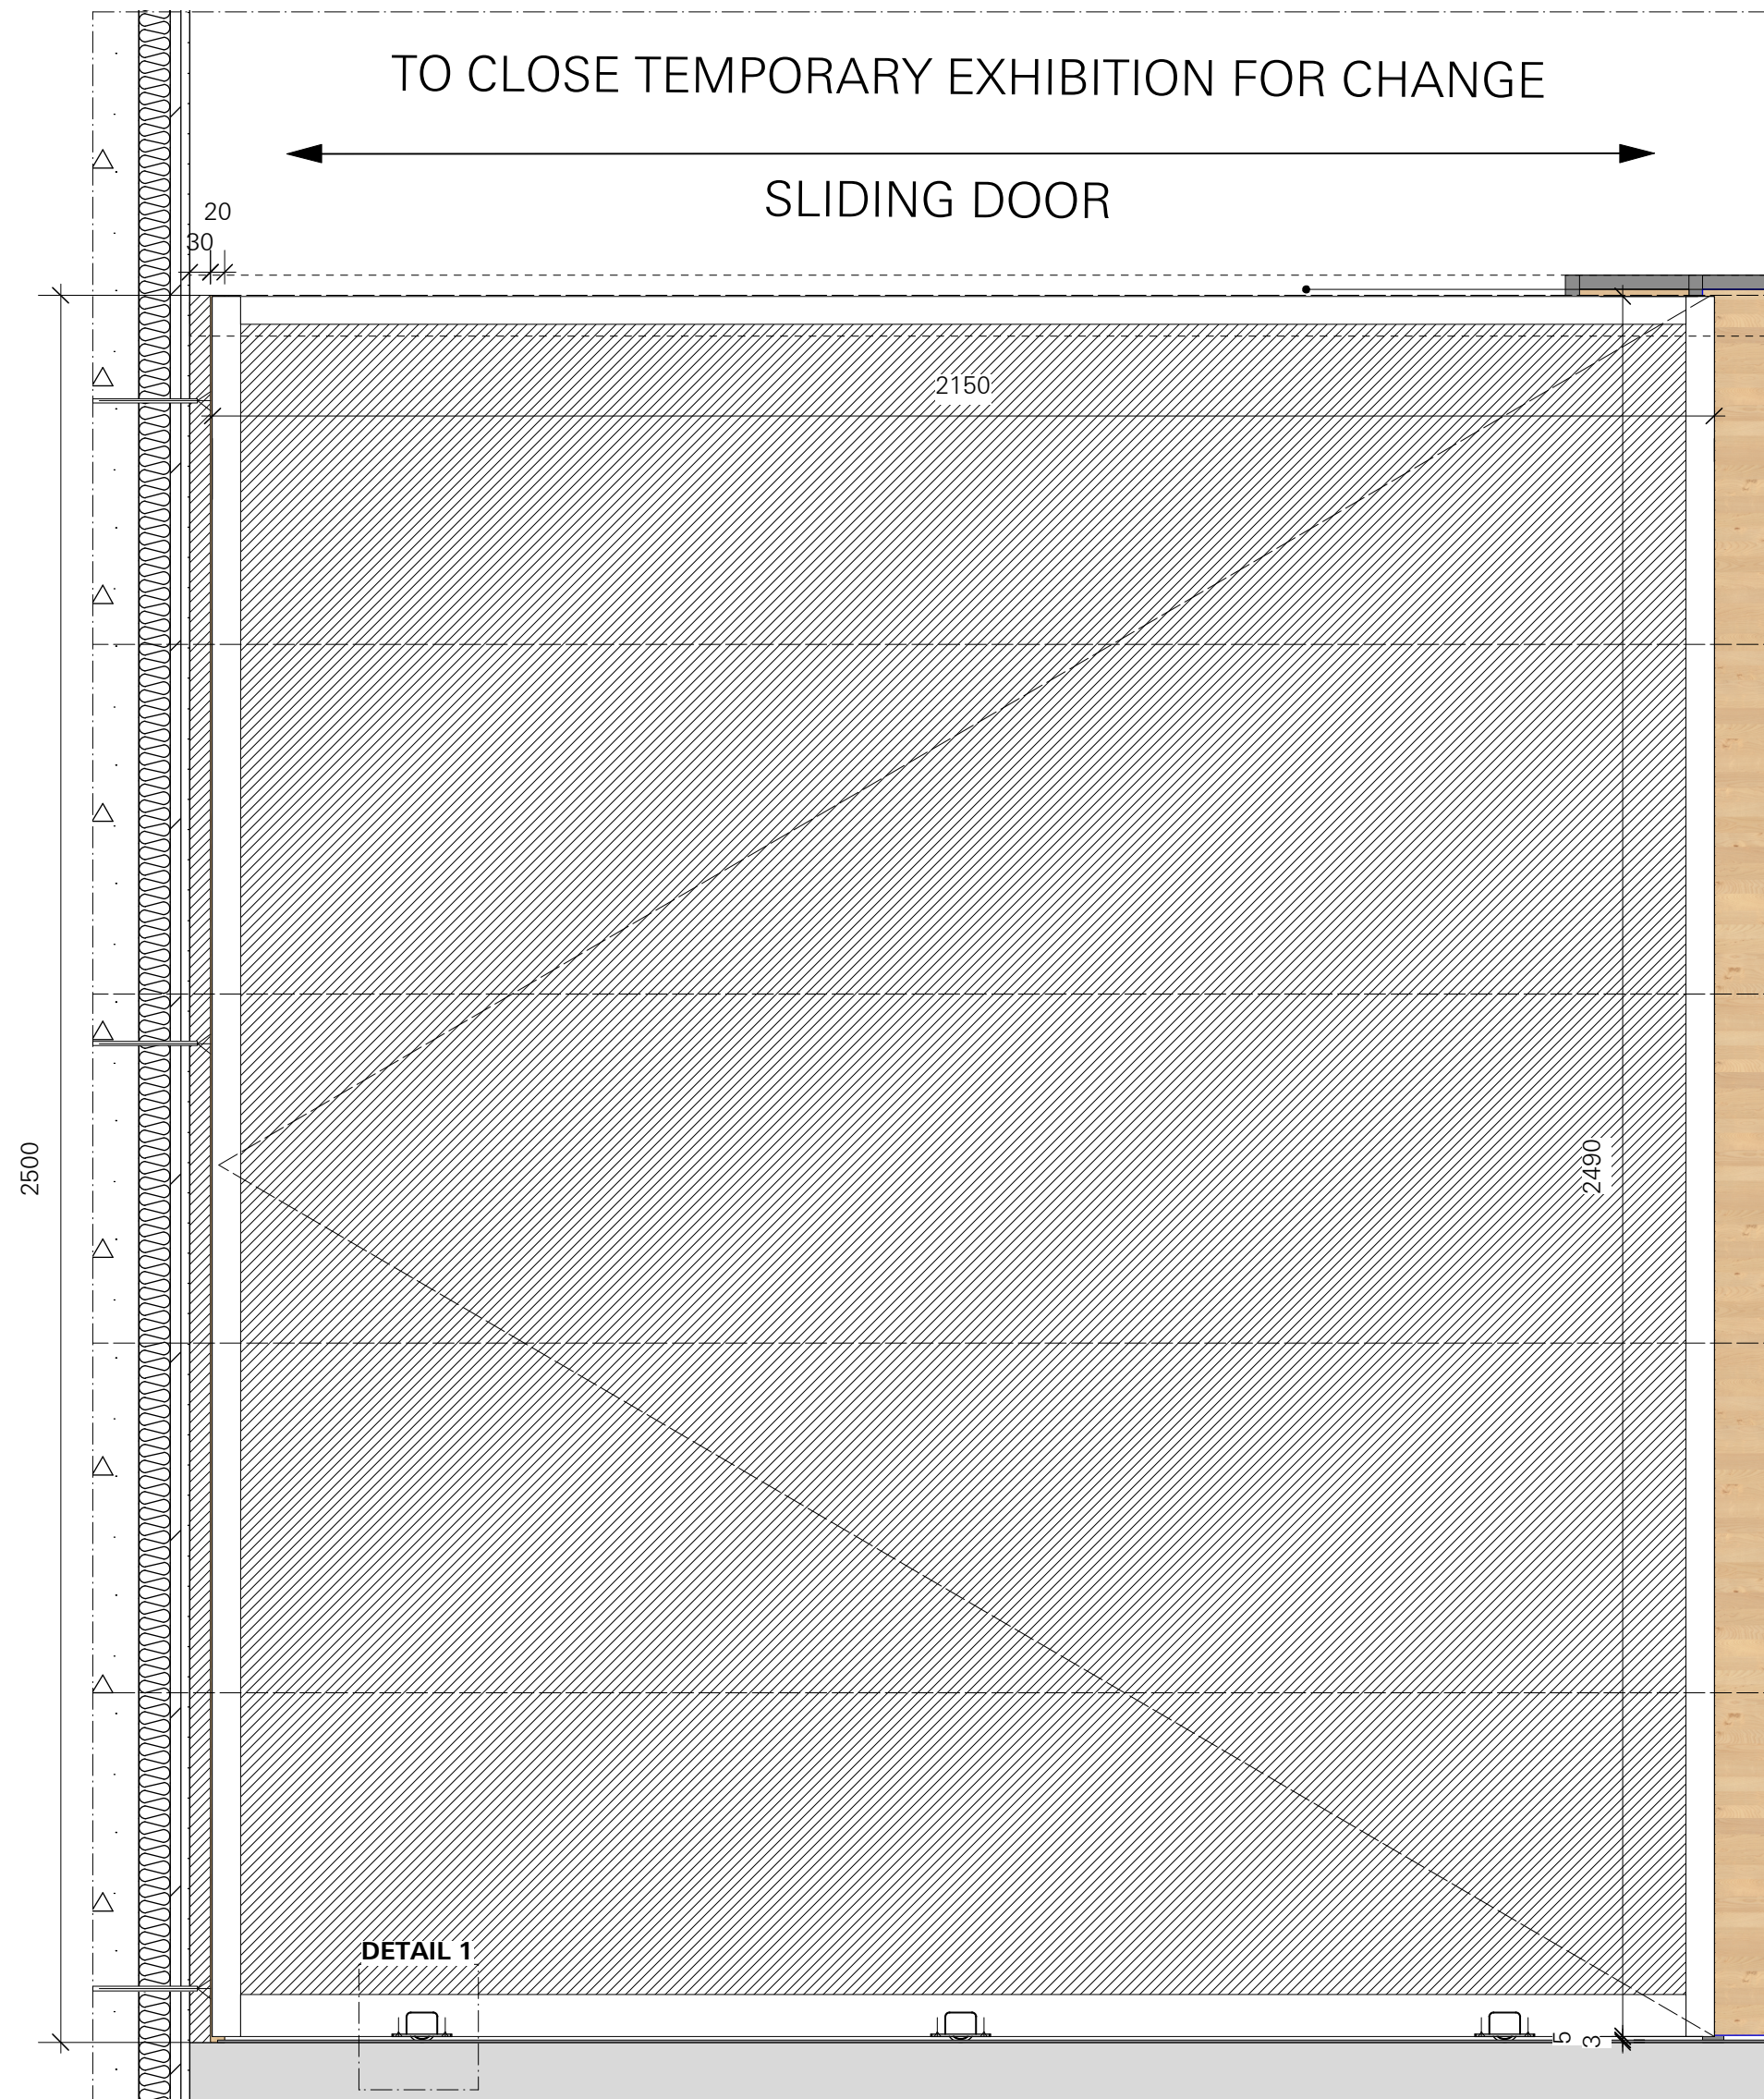 TO CLOSE TEMPORARY EXHIBITION FOR CHANGE
SLIDING DOOR
20
30
2150
2500
2490
DETAIL 1
5
3